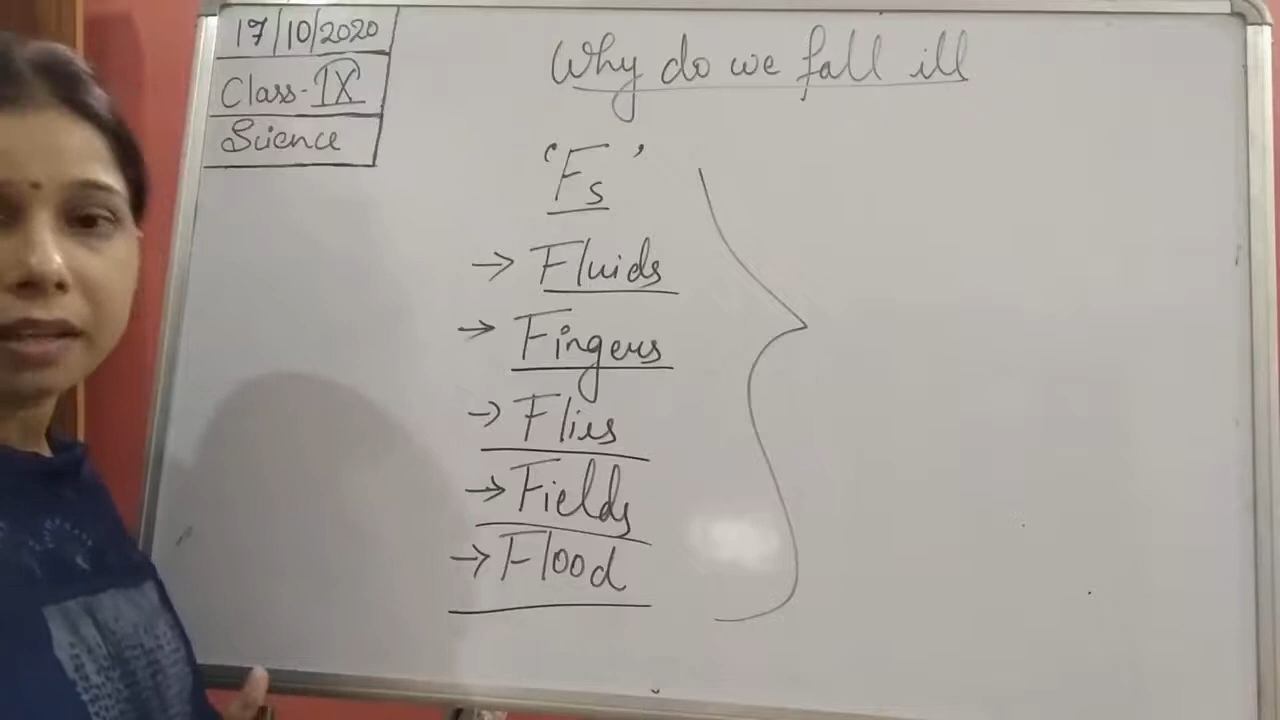 17/10/2020
Class-IX
Science
Why do we fall ill
'Fs'
→ Fluids
→ Fingers
→ Flies
→ Fields
→ Flood